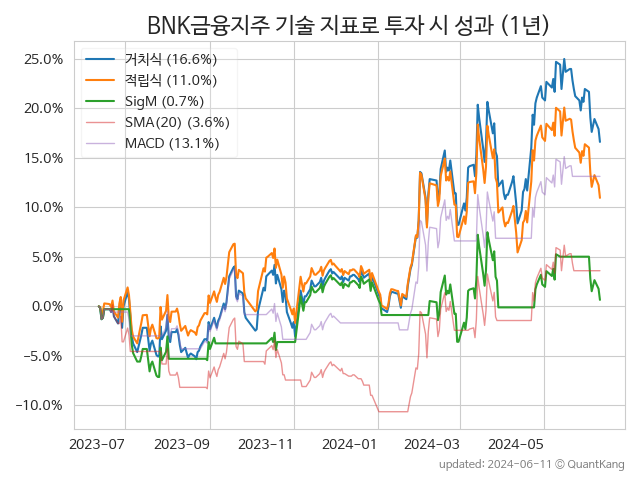 BNK금융지주 기술 지표로 투자 시 성과 (1년)
거치식 (16.6%)
적립식 (11.0%)
SigM (0.7%)
SMA(20) (3.6%)
MACD (13.1%)
25.0%
20.0%
15.0%
10.0%
5.0%
0.0%
−5.0%
−10.0%
2023-07 2023-09 2023-11 2024-01 2024-03 2024-05
updated: 2024-06-11 ⓒ QuantKang